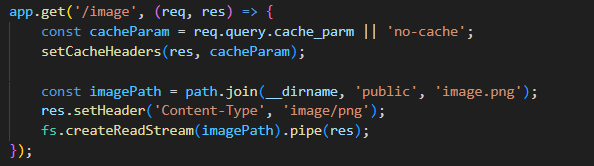 app.get('/image', (req, res) => {
    const cacheParam = req.query.cache_parm || 'no-cache';
    setCacheHeaders(res, cacheParam);

    const imagePath = path.join(__dirname, 'public', 'image.png');
    res.setHeader('Content-Type', 'image/png');
    fs.createReadStream(imagePath).pipe(res);
});